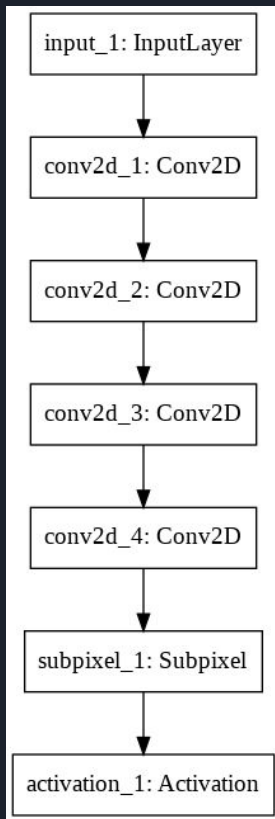 input_1: InputLayer
conv2d_1: Conv2D
conv2d_2: Conv2D
conv2d_3: Conv2D
conv2d_4: Conv2D
subpixel_1: Subpixel
activation_1: Activation